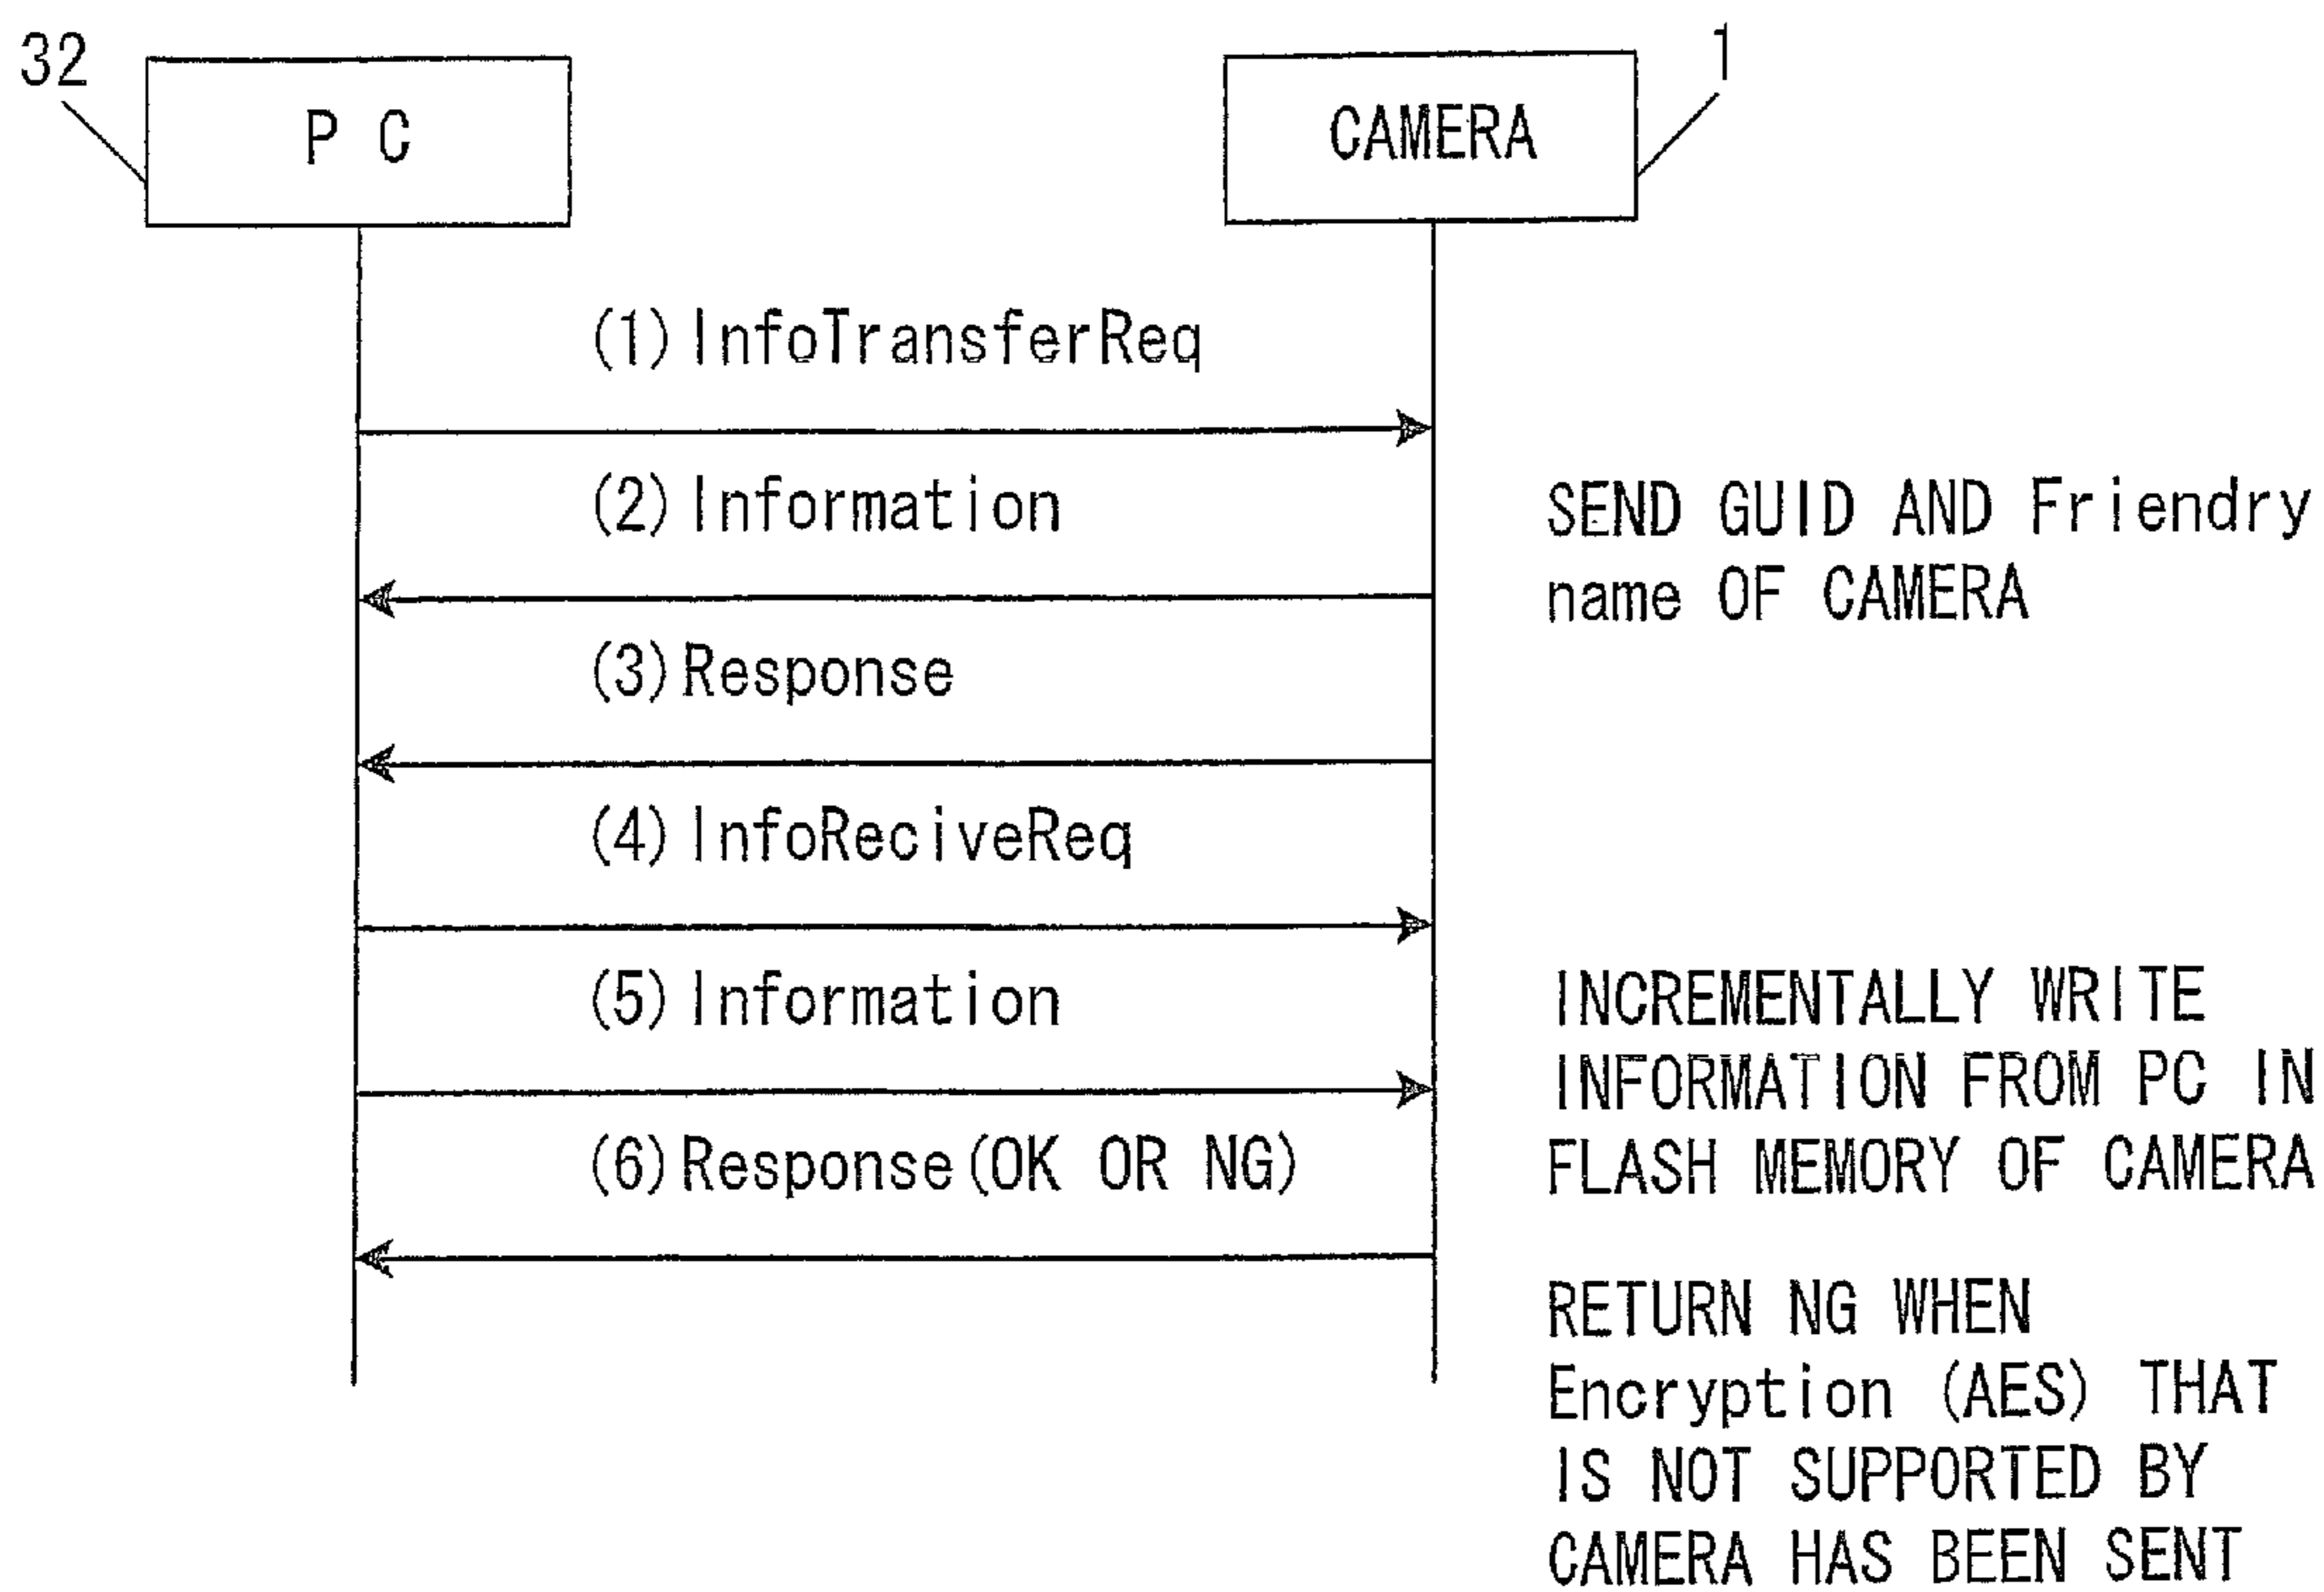 32
PC
CAMERA
1
(1) InfoTransferReq
(2) Information
SEND GUID AND Friendry
name OF CAMERA
(3) Response
(4) InfoReciveReq
(5) Information
INCREMENTALLY WRITE
INFORMATION FROM PC IN
FLASH MEMORY OF CAMERA
(6) Response (OK OR NG)
RETURN NG WHEN
Encryption (AES) THAT
IS NOT SUPPORTED BY
CAMERA HAS BEEN SENT